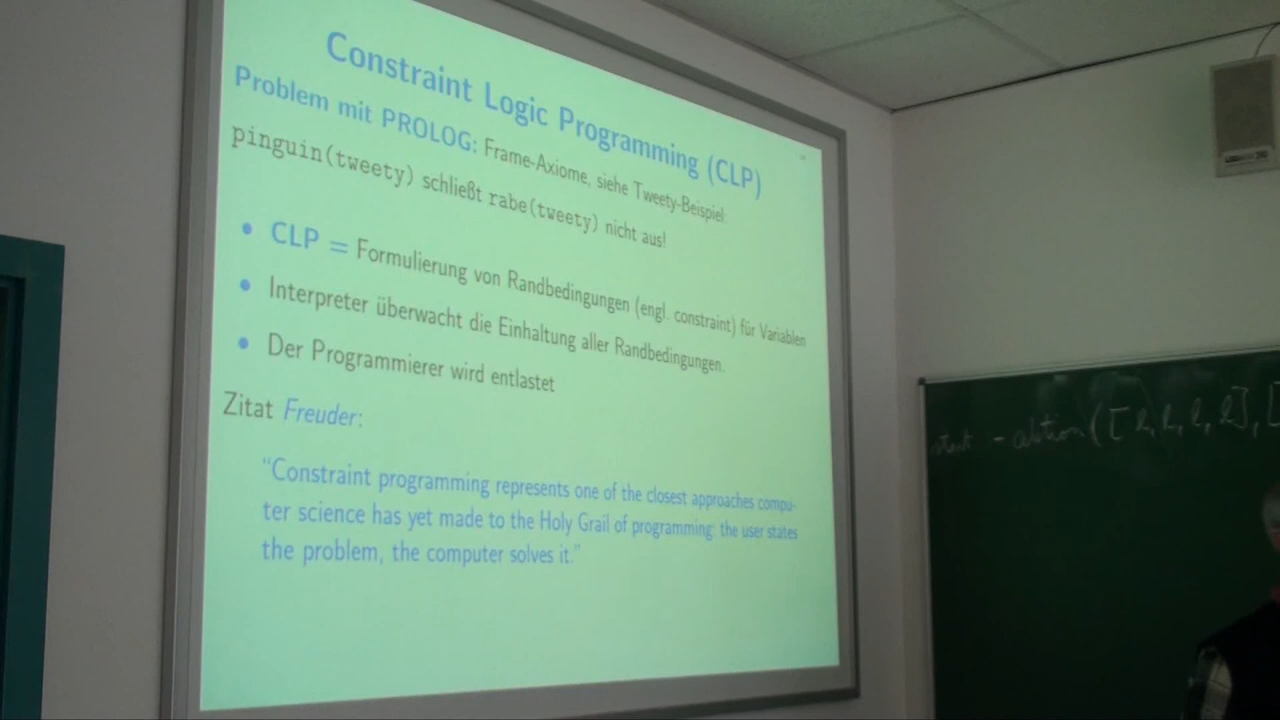 Constraint Logic Programming (CLP)
Problem mit PROLOG: Frame-Axiome, siehe Tweety-Beispiel:
pinguin(tweety) schließt rabe(tweety) nicht aus!
• CLP = Formulierung von Randbedingungen (engl. constraint) für Variablen
• Interpreter überwacht die Einhaltung aller Randbedingungen.
• Der Programmierer wird entlastet
Zitat Freuder:
“Constraint programming represents one of the closest approaches compu-
ter science has yet made to the Holy Grail of programming: the user states
the problem, the computer solves it.”
- aktion([